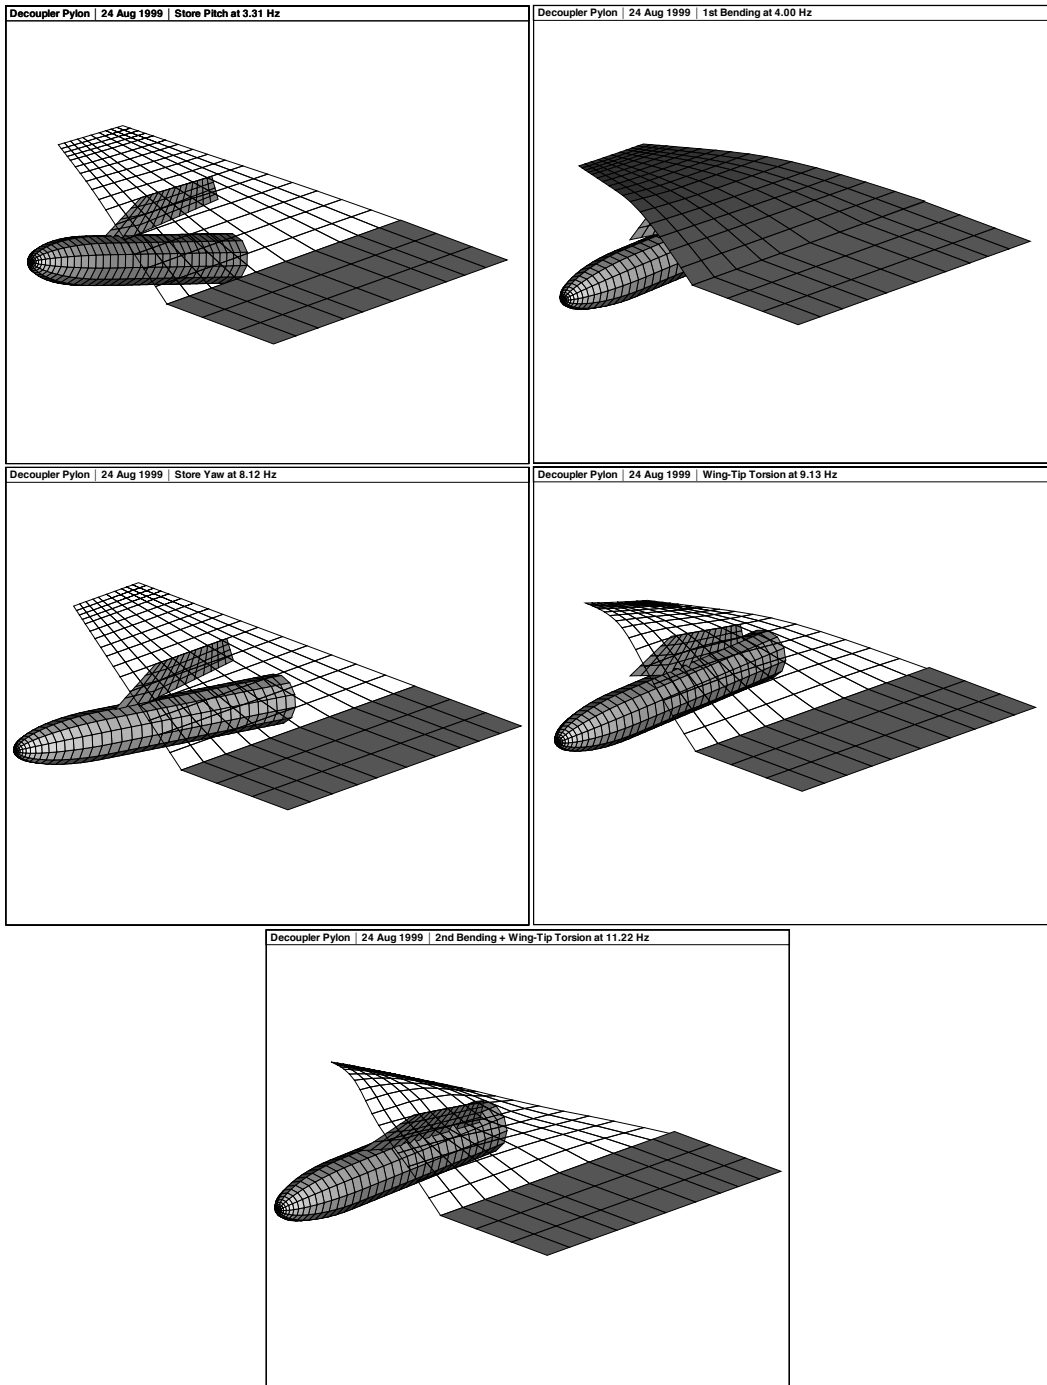 Decoupler Pylon | 24 Aug 1999 | Store Pitch at 3.31 Hz
Decoupler Pylon | 24 Aug 1999 | 1st Bending at 4.00 Hz
Decoupler Pylon | 24 Aug 1999 | Store Yaw at 8.12 Hz
Decoupler Pylon | 24 Aug 1999 | Wing-Tip Torsion at 9.13 Hz
Decoupler Pylon | 24 Aug 1999 | 2nd Bending + Wing-Tip Torsion at 11.22 Hz